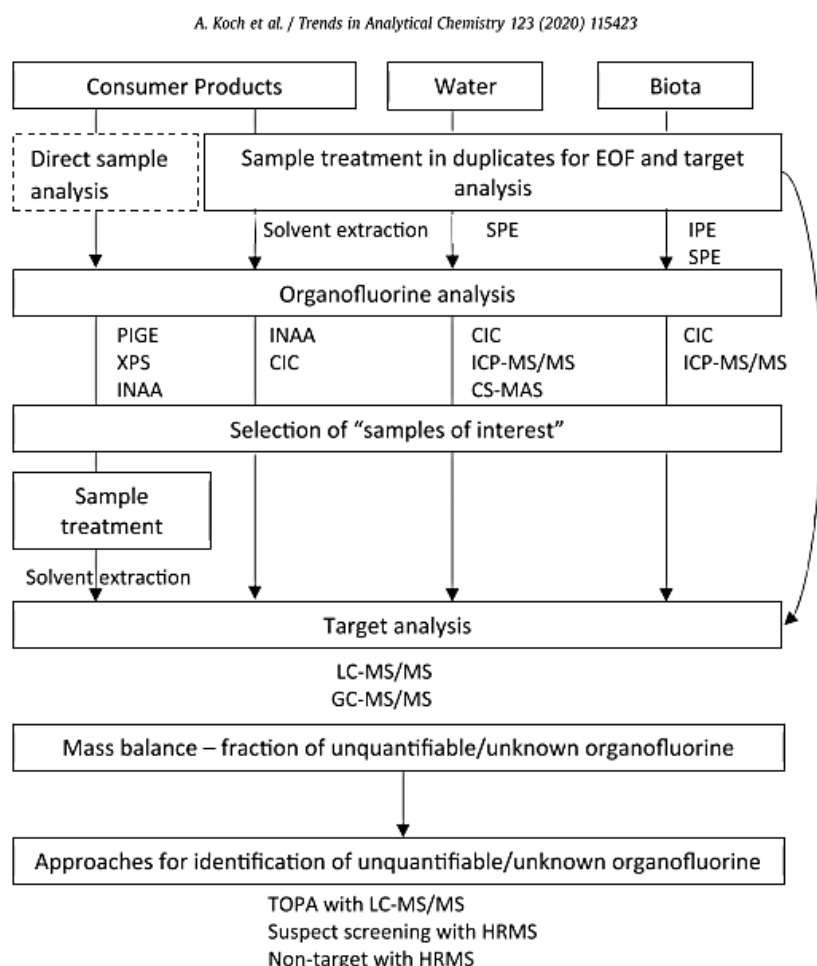 A. Koch et al. / Trends in Analytical Chemistry 123 (2020) 115423
Consumer Products
Water
Biota
Direct sample
analysis
Sample treatment in duplicates for EOF and target
analysis
Solvent extraction
SPE
IPE
SPE
Organofluorine analysis
PIGE
XPS
INAA
INAA
CIC
CIC
ICP-MS/MS
CS-MAS
CIC
ICP-MS/MS
Selection of “samples of interest”
Sample
treatment
Solvent extraction
Target analysis
LC-MS/MS
GC-MS/MS
Mass balance – fraction of unquantifiable/unknown organofluorine
Approaches for identification of unquantifiable/unknown organofluorine
TOPA with LC-MS/MS
Suspect screening with HRMS
Non-target with HRMS